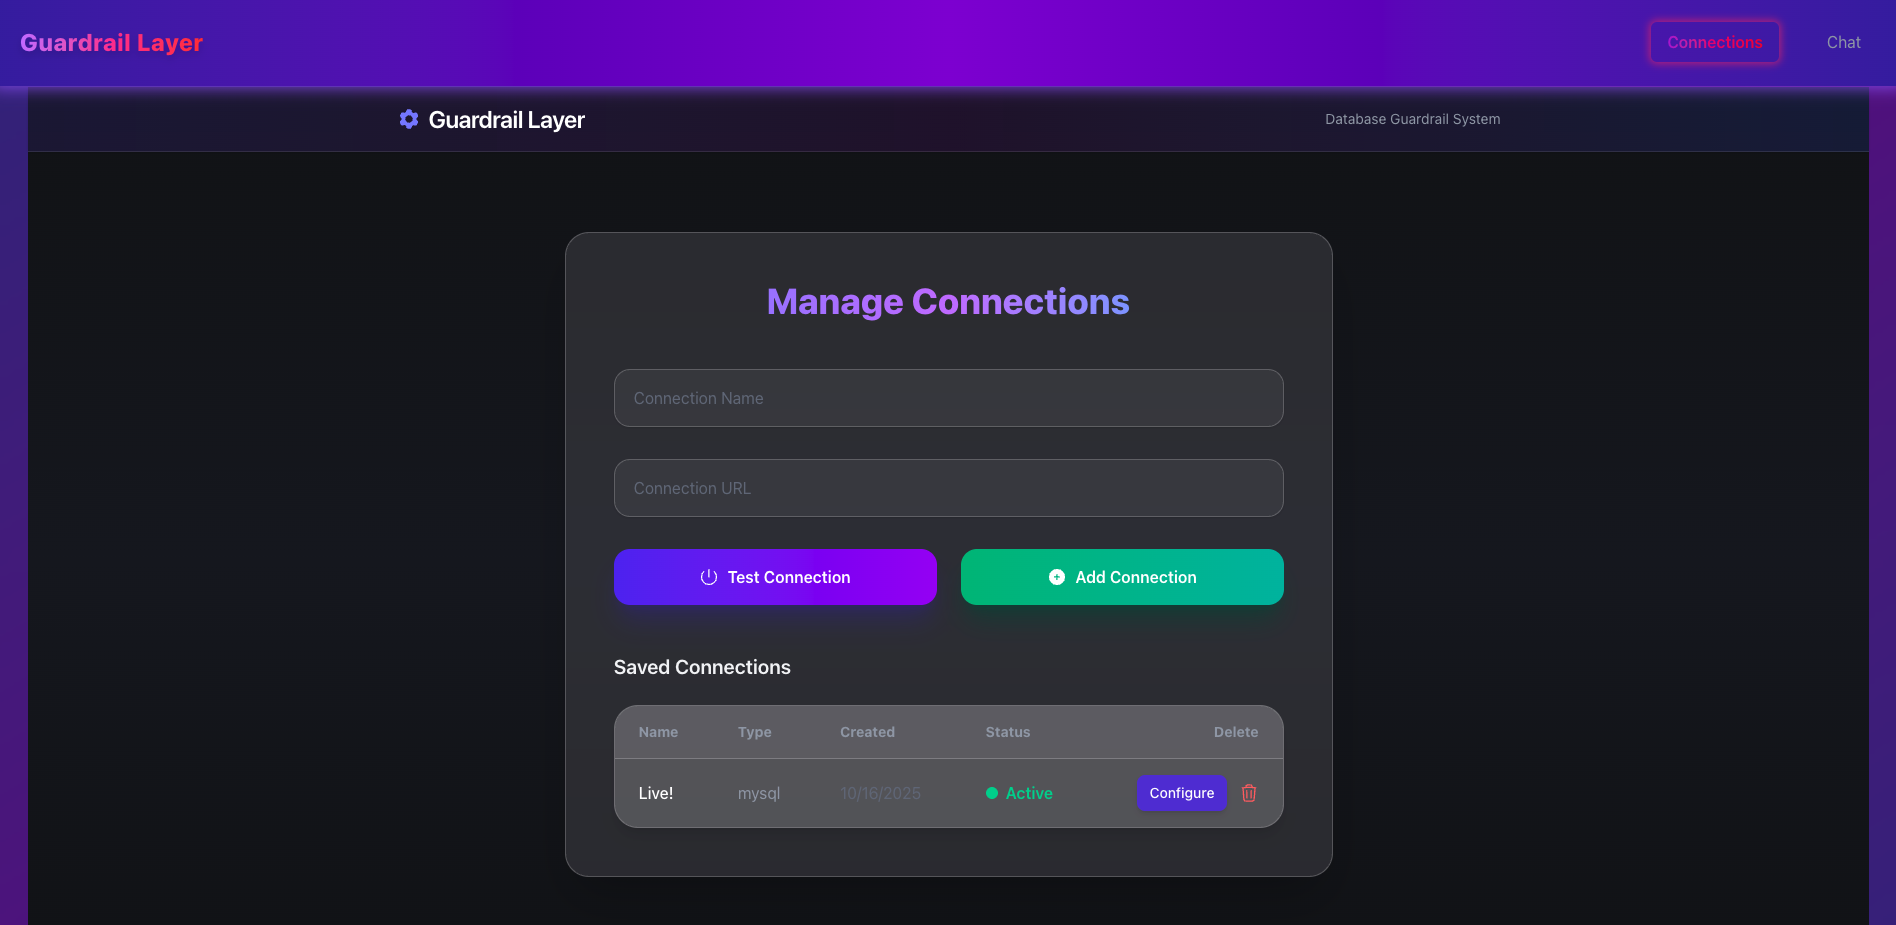 Guardrail Layer
Connections
Chat
Guardrail Layer
Database Guardrail System
Manage Connections
Connection Name
Connection URL
Test Connection
Add Connection
Saved Connections
Name Type Created Status Delete
Live! mysql 10/16/2025 Active Configure